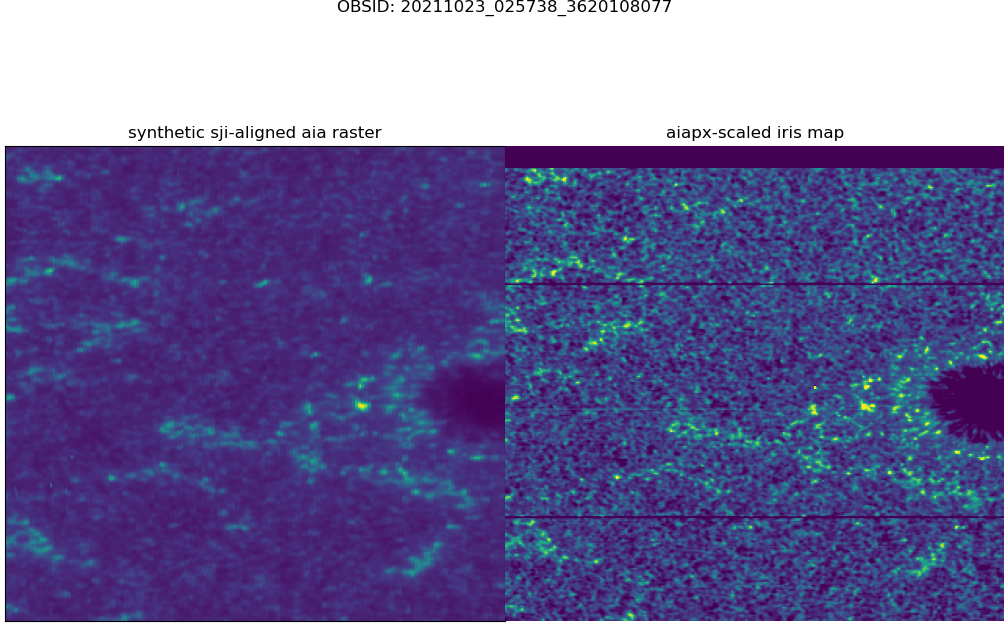 OBSID: 20211023_025738_3620108077
synthetic sji-aligned aia raster
aiapx-scaled iris map